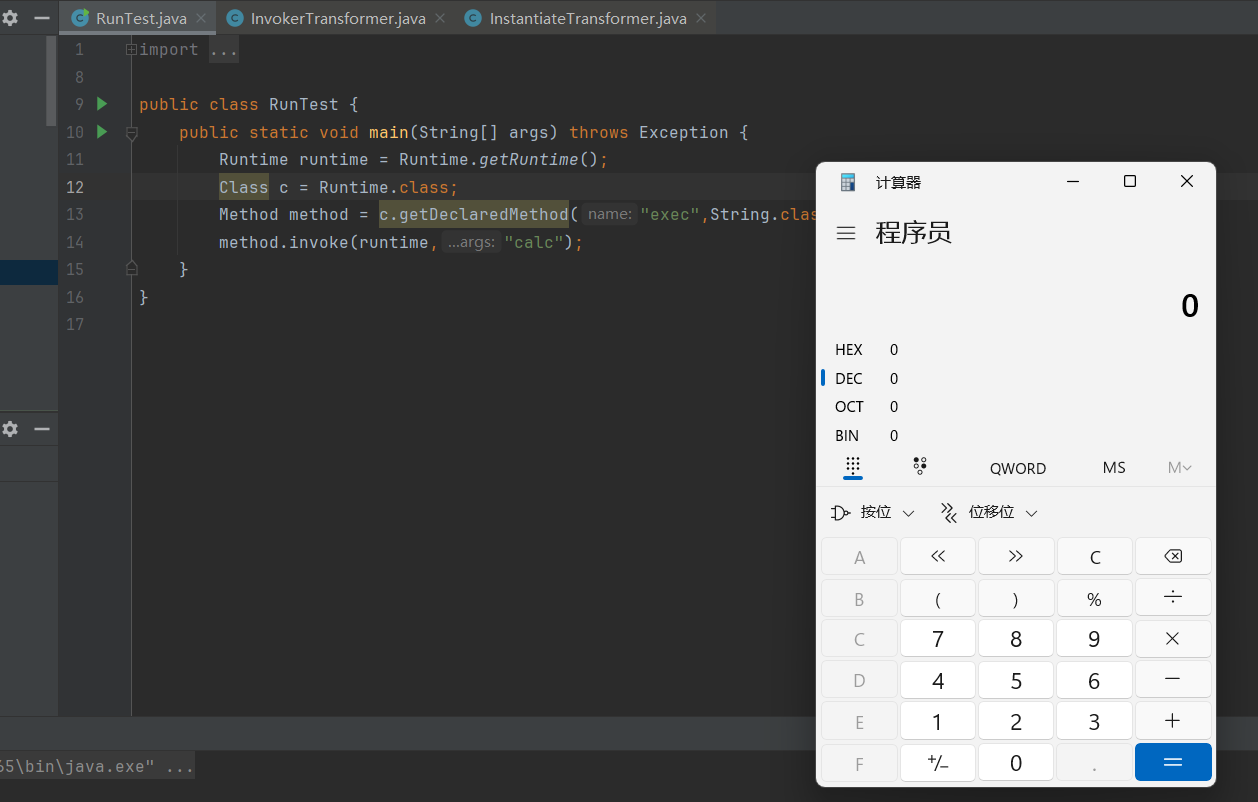 RunTest.java InvokerTransformer.java InstantiateTransformer.java
1 import ...
8
9 public class RunTest {
10 public static void main(String[] args) throws Exception {
11 Runtime runtime = Runtime.getRuntime();
12 Class c = Runtime.class;
13 Method method = c.getDeclaredMethod( name: "exec",String.clas
14 method.invoke(runtime, ...args: "calc");
15 }
16 }
17
65\bin\java.exe" ...
计算器
程序员
0
HEX 0
DEC 0
OCT 0
BIN 0
QWORD MS M
按位 位移位
A « » C
B ( ) % ÷
C 7 8 9 ×
D 4 5 6 −
E 1 2 3 +
F +/− 0 . =